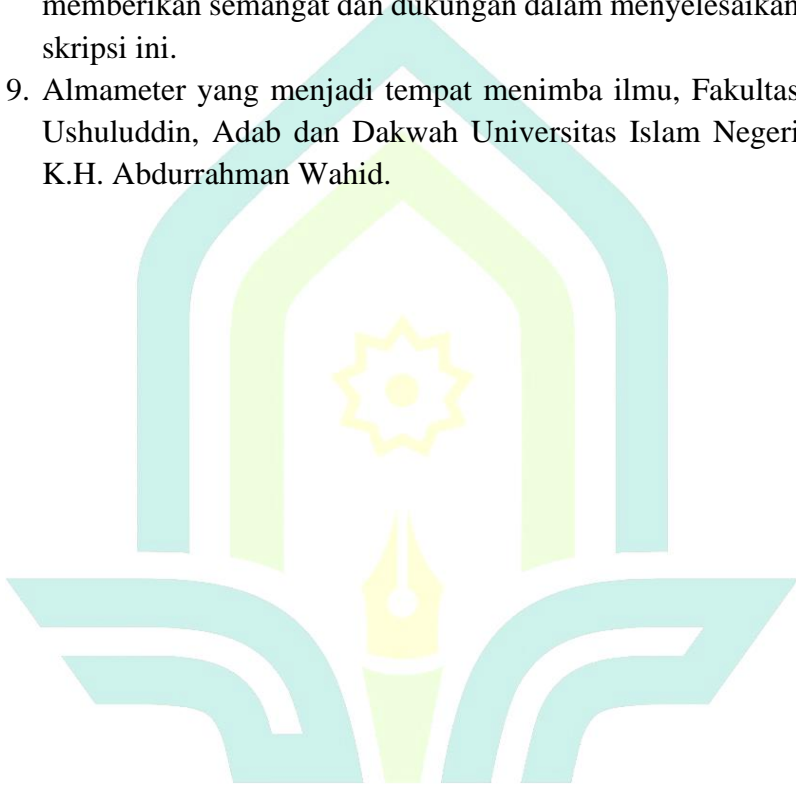 memberikan semangat dan dukungan dalam menyelesaikan
skripsi ini.
9. Almameter yang menjadi tempat menimba ilmu, Fakultas
Ushuluddin, Adab dan Dakwah Universitas Islam Negeri
K.H. Abdurrahman Wahid.